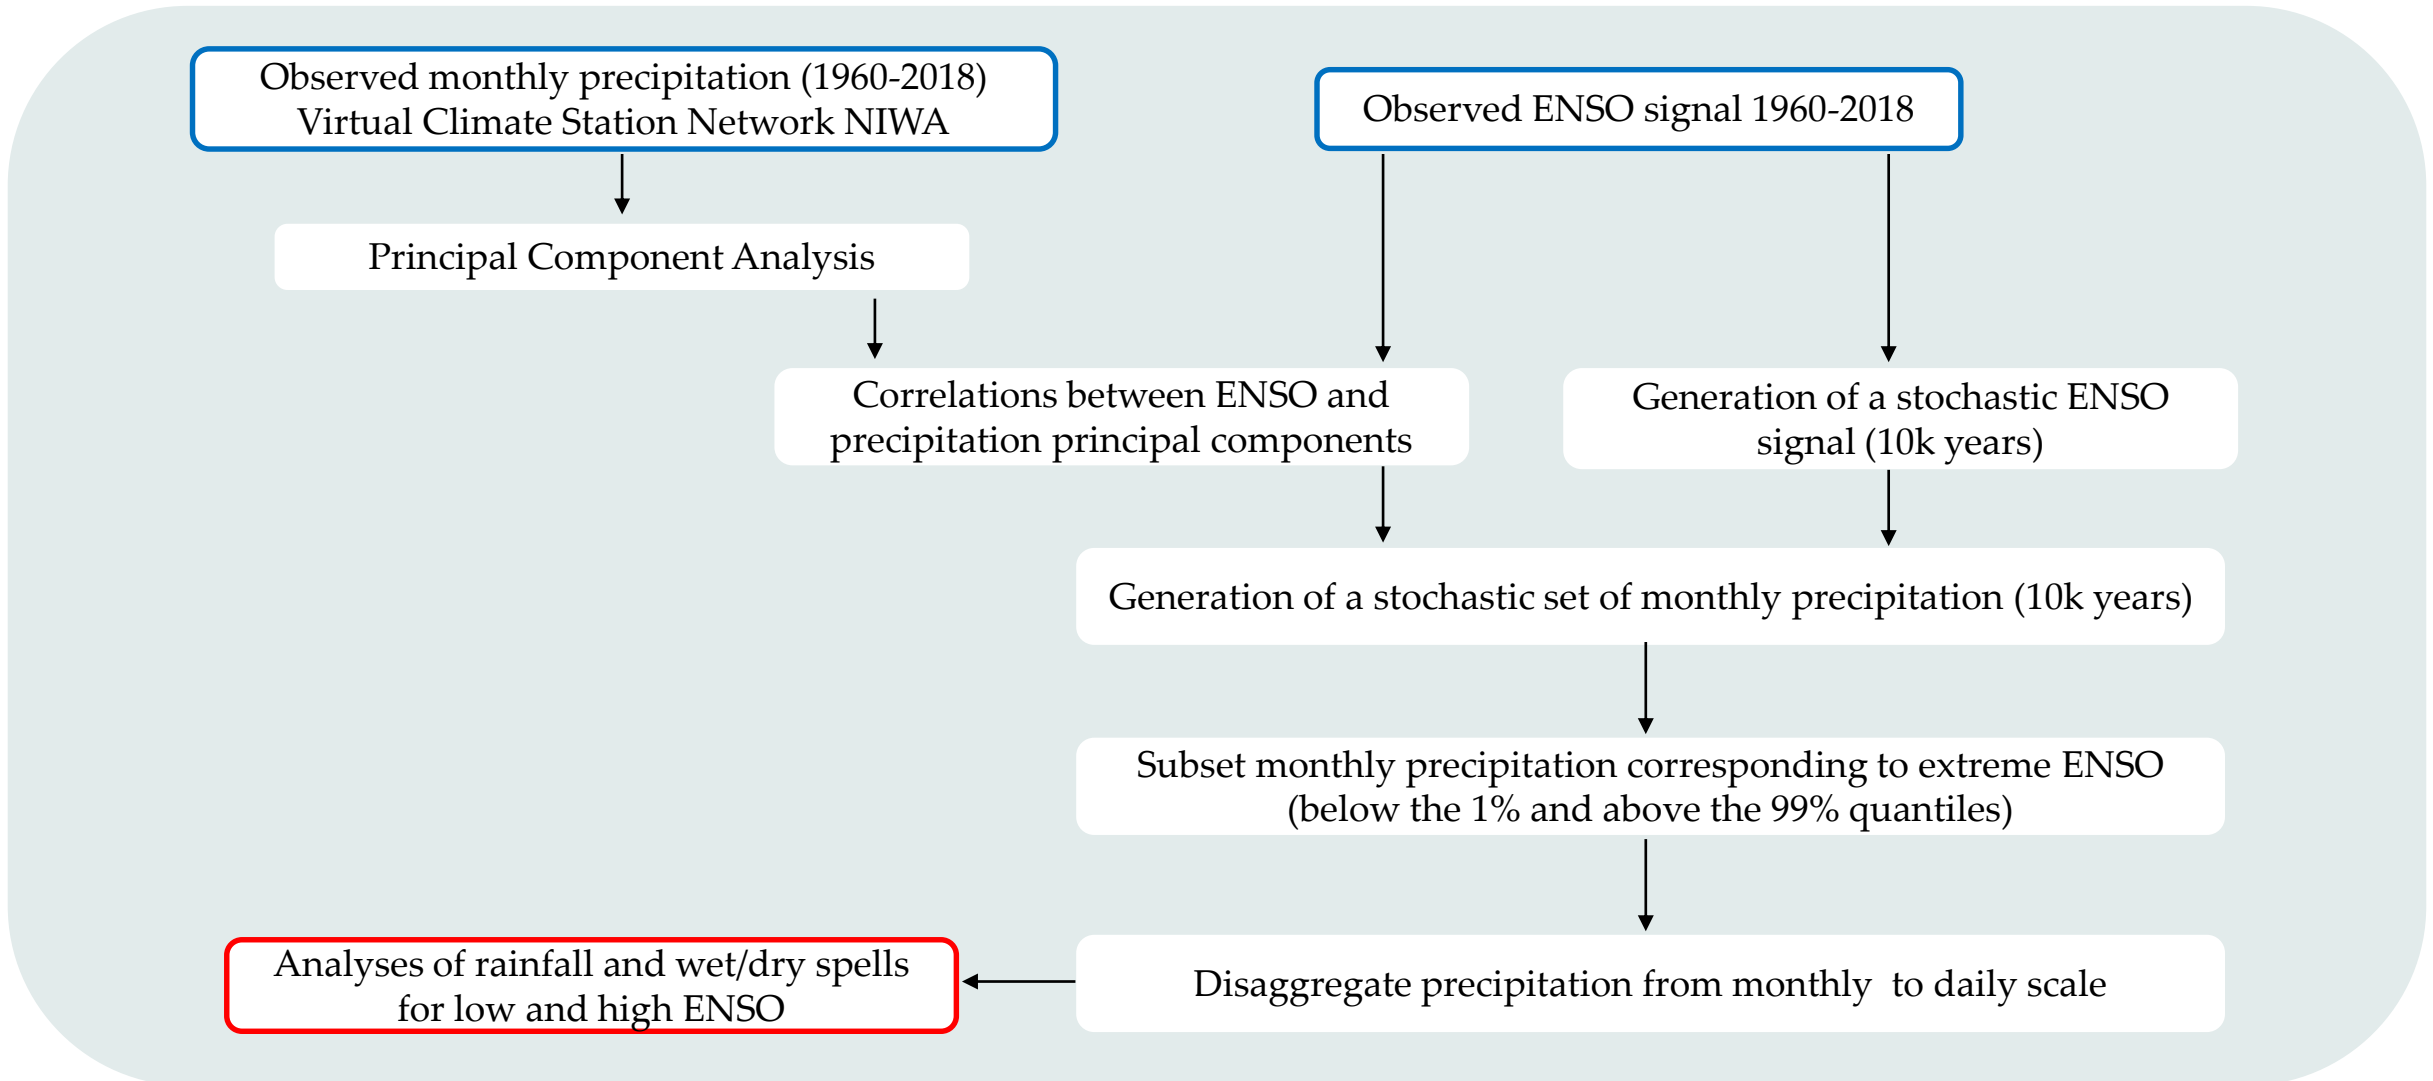 Observed monthly precipitation (1960-2018)
Virtual Climate Station Network NIWA
Observed ENSO signal 1960-2018
Principal Component Analysis
Correlations between ENSO and
precipitation principal components
Generation of a stochastic ENSO
signal (10k years)
Generation of a stochastic set of monthly precipitation (10k years)
Subset monthly precipitation corresponding to extreme ENSO
(below the 1% and above the 99% quantiles)
Analyses of rainfall and wet/dry spells
for low and high ENSO
Disaggregate precipitation from monthly to daily scale